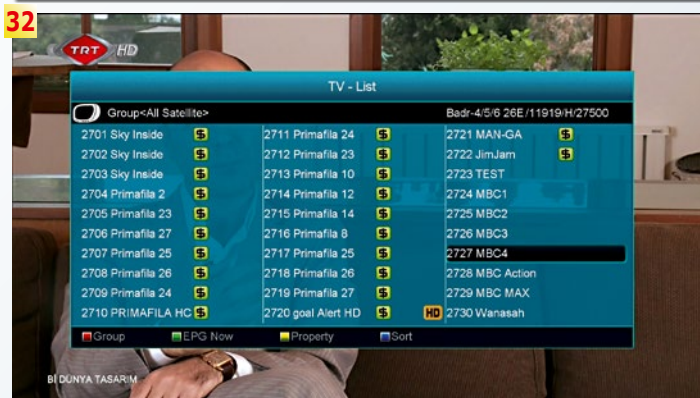 32
TRT HD
TV - List
Group<All Satellite>
Badr-4/5/6 26E /11919/H/27500
2701 Sky Inside $
2702 Sky Inside $
2703 Sky Inside $
2704 Primafila 2 $
2705 Primafila 23 $
2706 Primafila 27 $
2707 Primafila 25 $
2708 Primafila 26 $
2709 Primafila 24 $
2710 PRIMAFILA HC $
2711 Primafila 24 $
2712 Primafila 23 $
2713 Primafila 10 $
2714 Primafila 12 $
2715 Primafila 14 $
2716 Primafila 8 $
2717 Primafila 25 $
2718 Primafila 26 $
2719 Primafila 27 $
2720 goal Alert HD $ HD
2721 MAN-GA $
2722 JimJam $
2723 TEST
2724 MBC1
2725 MBC2
2726 MBC3
2727 MBC4
2728 MBC Action
2729 MBC MAX
2730 Wanasah
Group EPG Now Property Sort
Bİ DÜNYA TASARIM